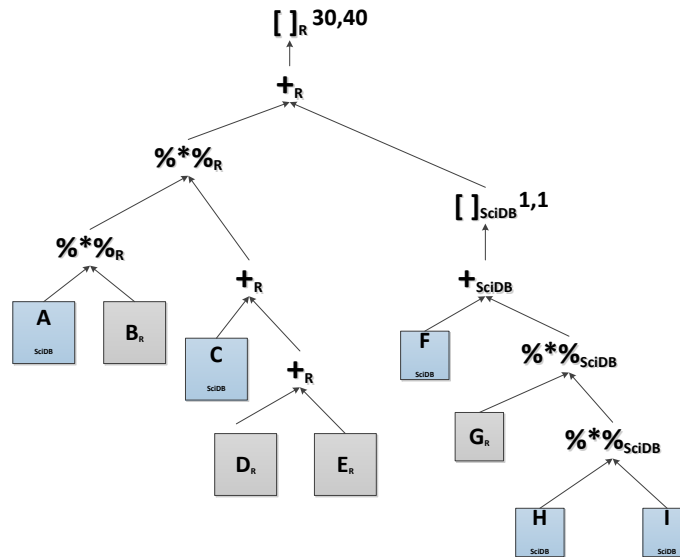 [ ]R 30,40
+R
%*%R
[ ]SciDB 1,1
%*%R
+R
+SciDB
A
SciDB
BR
C
SciDB
+R
F
SciDB
%*%SciDB
DR
ER
GR
%*%SciDB
H
SciDB
I
SciDB